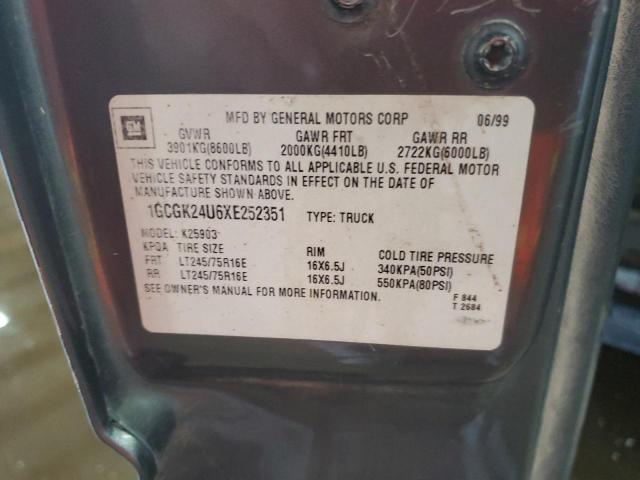 GM
MFD BY GENERAL MOTORS CORP 06/99
GVWR GAWR FRT GAWR RR
3901KG(8600LB) 2000KG(4410LB) 2722KG(6000LB)
THIS VEHICLE CONFORMS TO ALL APPLICABLE U.S. FEDERAL MOTOR
VEHICLE SAFETY STANDARDS IN EFFECT ON THE DATE OF
MANUFACTURE SHOWN ABOVE.
1GCGK24U6XE252351 TYPE: TRUCK
MODEL: K25903
KPQA TIRE SIZE RIM COLD TIRE PRESSURE
FRT LT245/75R16E 16X6.5J 340KPA(50PSI)
RR LT245/75R16E 16X6.5J 550KPA(80PSI)
SEE OWNER'S MANUAL FOR MORE INFORMATION.
F 844
T 2684